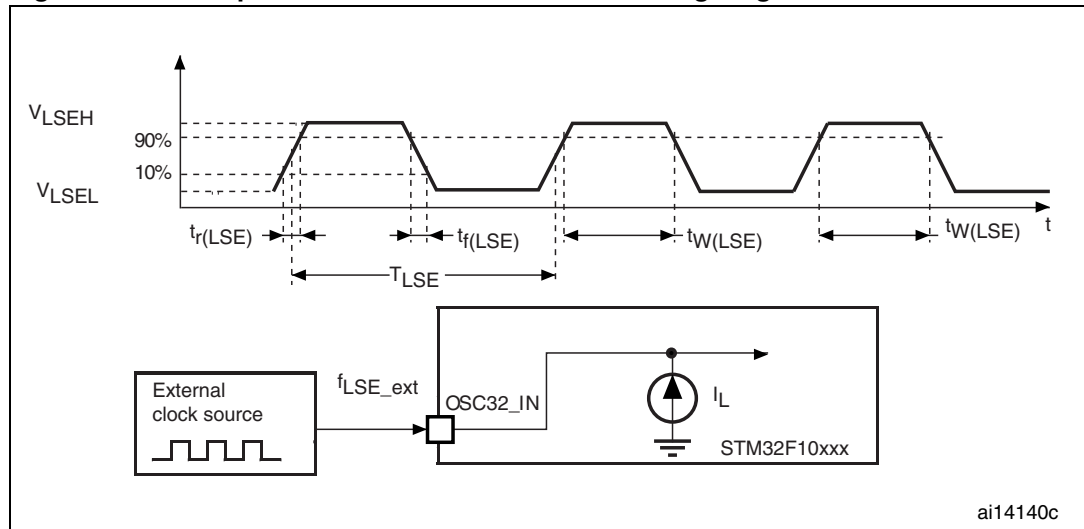 VLSEH
90%
10%
VLSEL
tr(LSE)
tf(LSE)
tW(LSE)
tW(LSE)
t
TLSE
External
clock source
fLSE_ext
OSC32_IN
IL
STM32F10xxx
ai14140c